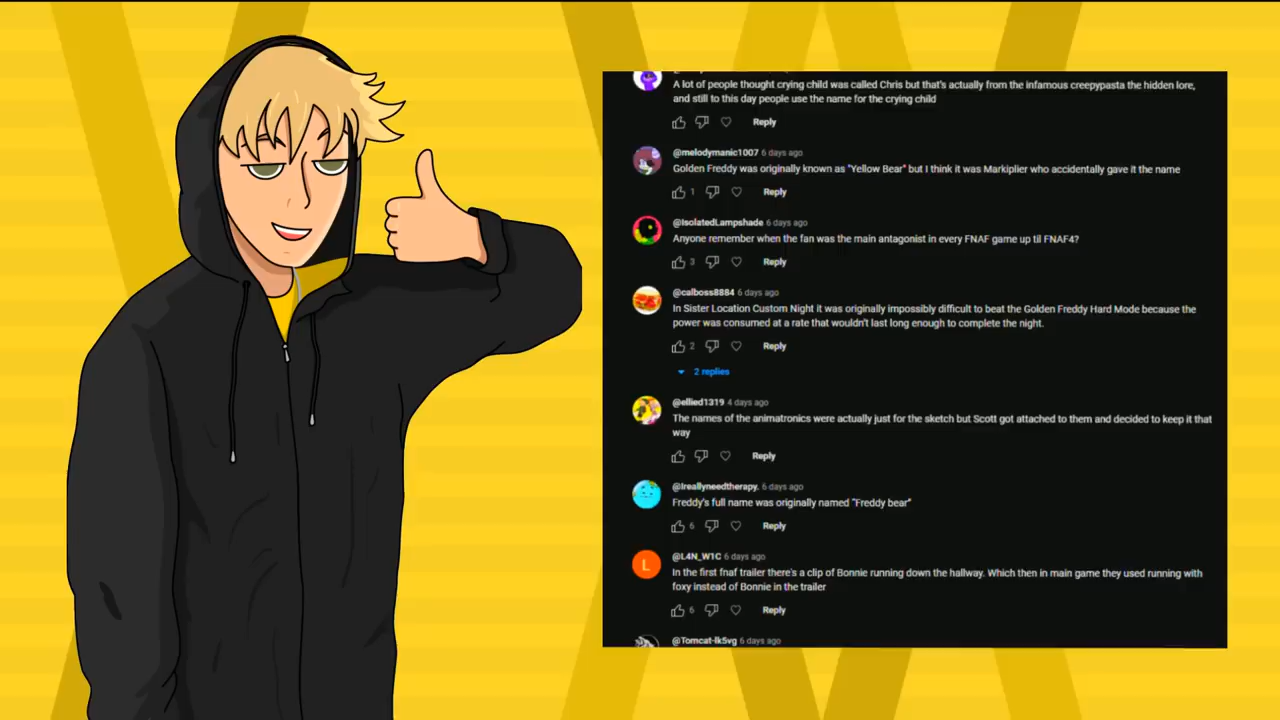 A lot of people thought crying child was called Chris but that's actually from the infamous creepypasta the hidden lore,
and still to this day people use the name for the crying child
Reply
@melodymanic1007 6 days ago
Golden Freddy was originally known as "Yellow Bear" but I think it was Markiplier who accidentally gave it the name
1 Reply
@IsolatedLampshade 6 days ago
Anyone remember when the fan was the main antagonist in every FNAF game up til FNAF4?
3 Reply
@calboss8884 6 days ago
In Sister Location Custom Night it was originally impossibly difficult to beat the Golden Freddy Hard Mode because the
power was consumed at a rate that wouldn't last long enough to complete the night.
2 Reply
2 replies
@ellied1319 4 days ago
The names of the animatronics were actually just for the sketch but Scott got attached to them and decided to keep it that
way
Reply
@Ireallyneedtherapy. 6 days ago
Freddy's full name was originally named "Freddy bear"
6 Reply
L
@L4N_W1C 6 days ago
In the first fnaf trailer there's a clip of Bonnie running down the hallway. Which then in main game they used running with
foxy instead of Bonnie in the trailer
6 Reply
@Tomcat-lk5vg 6 days ago